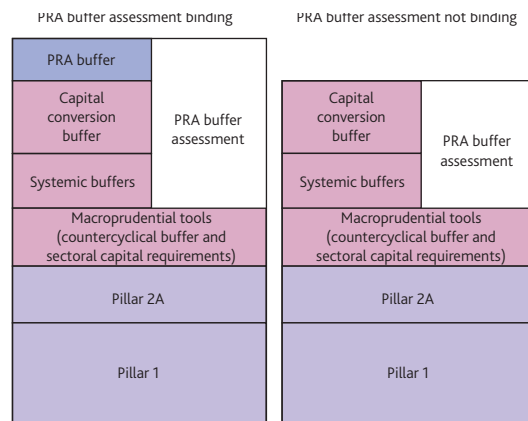 PRA buffer assessment binding
PRA buffer
Capital
conversion
buffer
PRA buffer
assessment
Systemic buffers
Macroprudential tools
(countercyclical buffer and
sectoral capital requirements)
Pillar 2A
Pillar 1
PRA buffer assessment not binding
Capital
conversion
buffer
PRA buffer
assessment
Systemic buffers
Macroprudential tools
(countercyclical buffer and
sectoral capital requirements)
Pillar 2A
Pillar 1